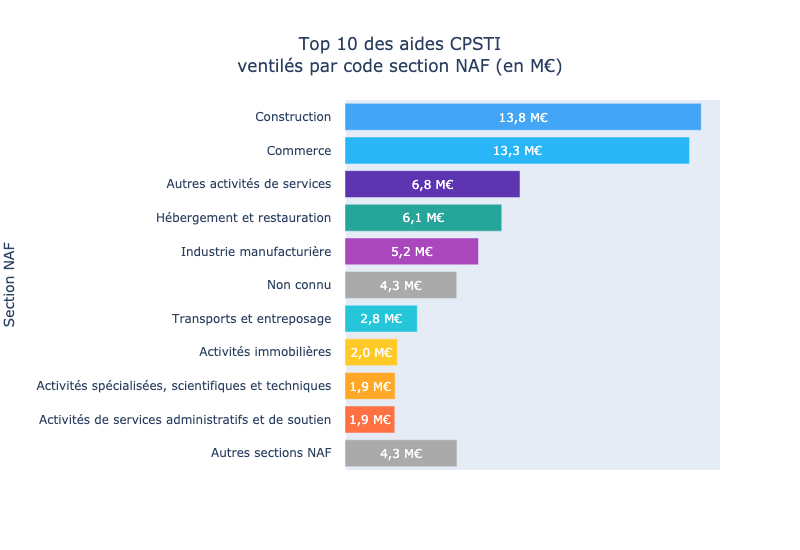 Top 10 des aides CPSTI
ventilés par code section NAF (en M€)
Section NAF
Construction 13,8 M€
Commerce 13,3 M€
Autres activités de services 6,8 M€
Hébergement et restauration 6,1 M€
Industrie manufacturière 5,2 M€
Non connu 4,3 M€
Transports et entreposage 2,8 M€
Activités immobilières 2,0 M€
Activités spécialisées, scientifiques et techniques 1,9 M€
Activités de services administratifs et de soutien 1,9 M€
Autres sections NAF 4,3 M€